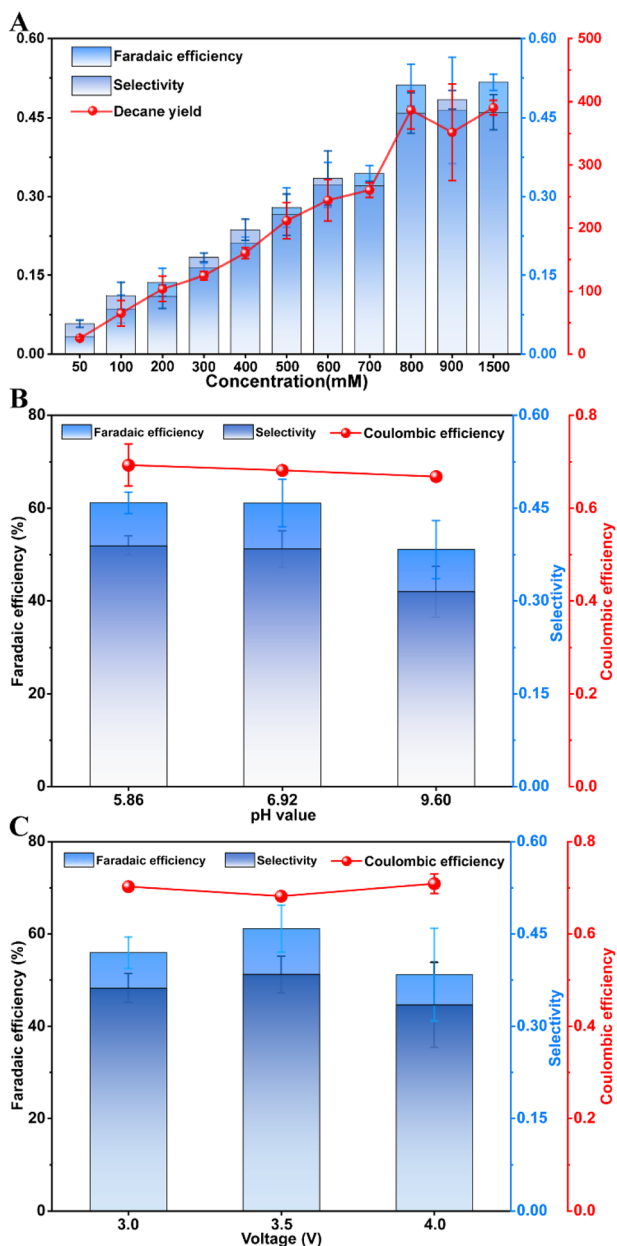 A
Faradaic efficiency
Selectivity
Decane yield
0.60
0.45
0.30
0.15
0.00
0.60
0.45
0.30
0.15
0.00
500
400
300
200
100
0
50 100 200 300 400 500 600 700 800 900 1500
Concentration(mM)
B
Faradaic efficiency
Selectivity
Coulombic efficiency
Faradaic efficiency (%)
80
60
40
20
0
0.60
0.45
0.30
0.15
0.00
Selectivity
0.8
0.6
0.4
0.2
0.0
Coulombic efficiency
5.86 6.92 9.60
pH value
C
Faradaic efficiency
Selectivity
Coulombic efficiency
Faradaic efficiency (%)
80
60
40
20
0
0.60
0.45
0.30
0.15
0.00
Selectivity
0.8
0.6
0.4
0.2
0.0
Coulombic efficiency
3.0 3.5 4.0
Voltage (V)